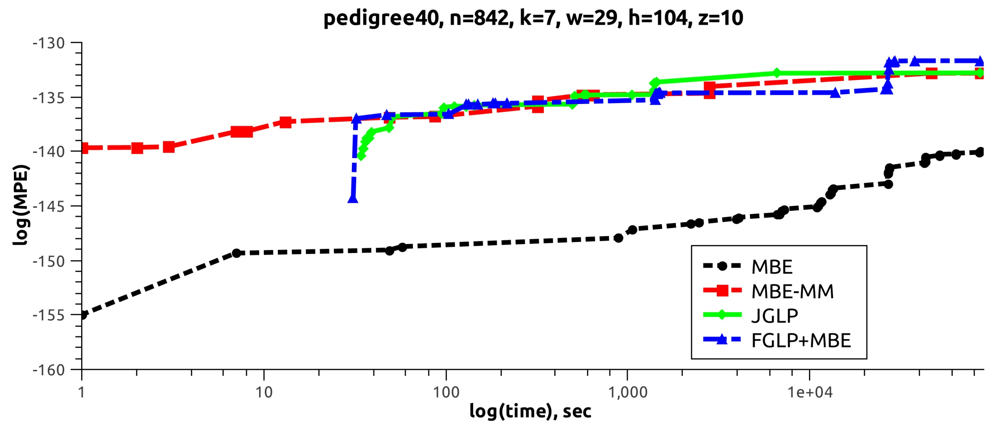 pedigree40, n=842, k=7, w=29, h=104, z=10
-130
-135
-140
-145
-150
-155
-160
log(MPE)
1
10
100
1,000
1e+04
log(time), sec
MBE
MBE-MM
JGLP
FGLP+MBE